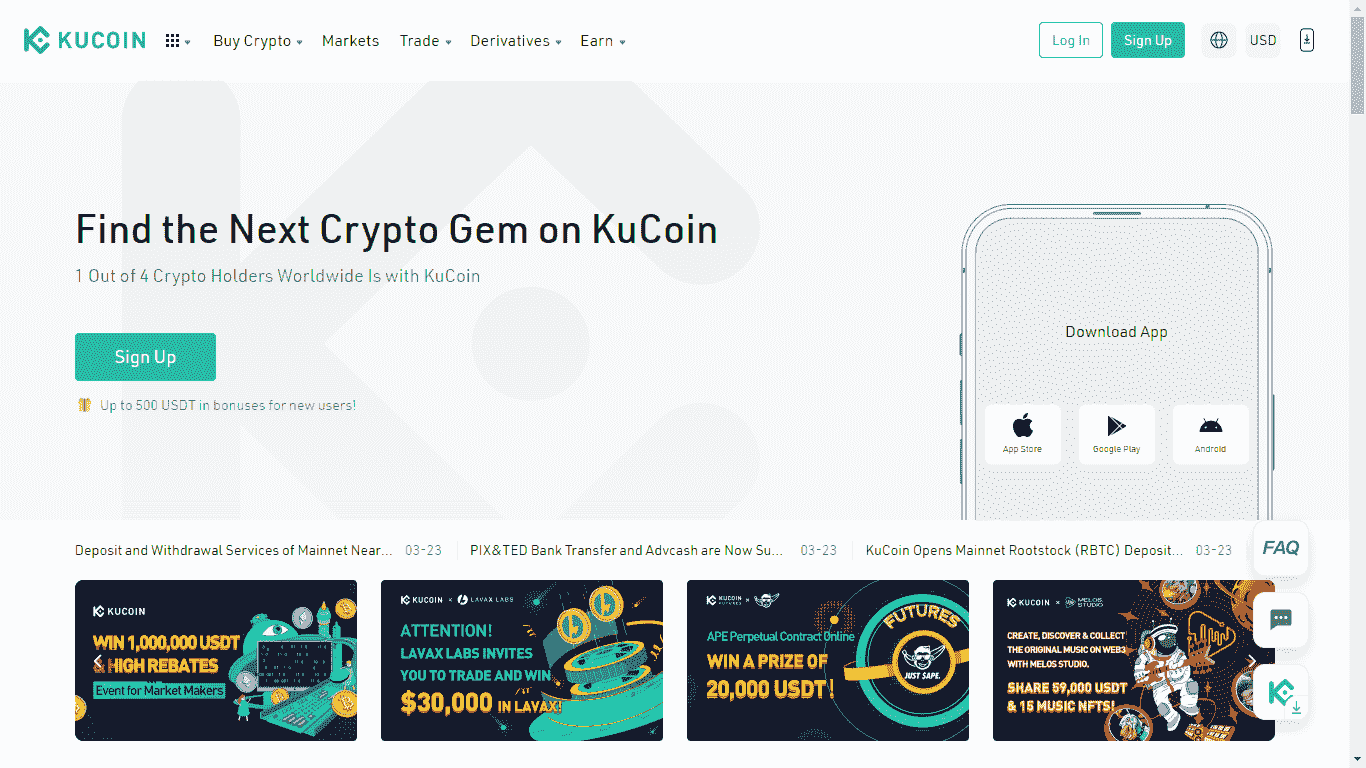 KUCOIN
Buy Crypto
Markets
Trade
Derivatives
Earn
Log In
Sign Up
USD
Find the Next Crypto Gem on KuCoin
1 Out of 4 Crypto Holders Worldwide Is with KuCoin
Sign Up
Up to 500 USDT in bonuses for new users!
Download App
App Store
Google Play
Android
Deposit and Withdrawal Services of Mainnet Near... 03-23
PIX&TED Bank Transfer and Advcash are Now Su... 03-23
KuCoin Opens Mainnet Rootstock (RBTC) Deposit... 03-23
FAQ
KUCOIN
WIN 1,000,000 USDT
& HIGH REBATES
Event for Market Makers
KUCOIN × LAVAX LABS
ATTENTION!
LAVAX LABS INVITES
YOU TO TRADE AND WIN
$30,000 IN LAVAX!
KUCOIN FUTURES ×
APE Perpetual Contract Online
WIN A PRIZE OF
20,000 USDT !
FUTURES
JUST SAFE.
KUCOIN × MELOS STUDIO
CREATE, DISCOVER & COLLECT
THE ORIGINAL MUSIC ON WEB3
WITH MELOS STUDIO.
SHARE 59,000 USDT
& 15 MUSIC NFTS!